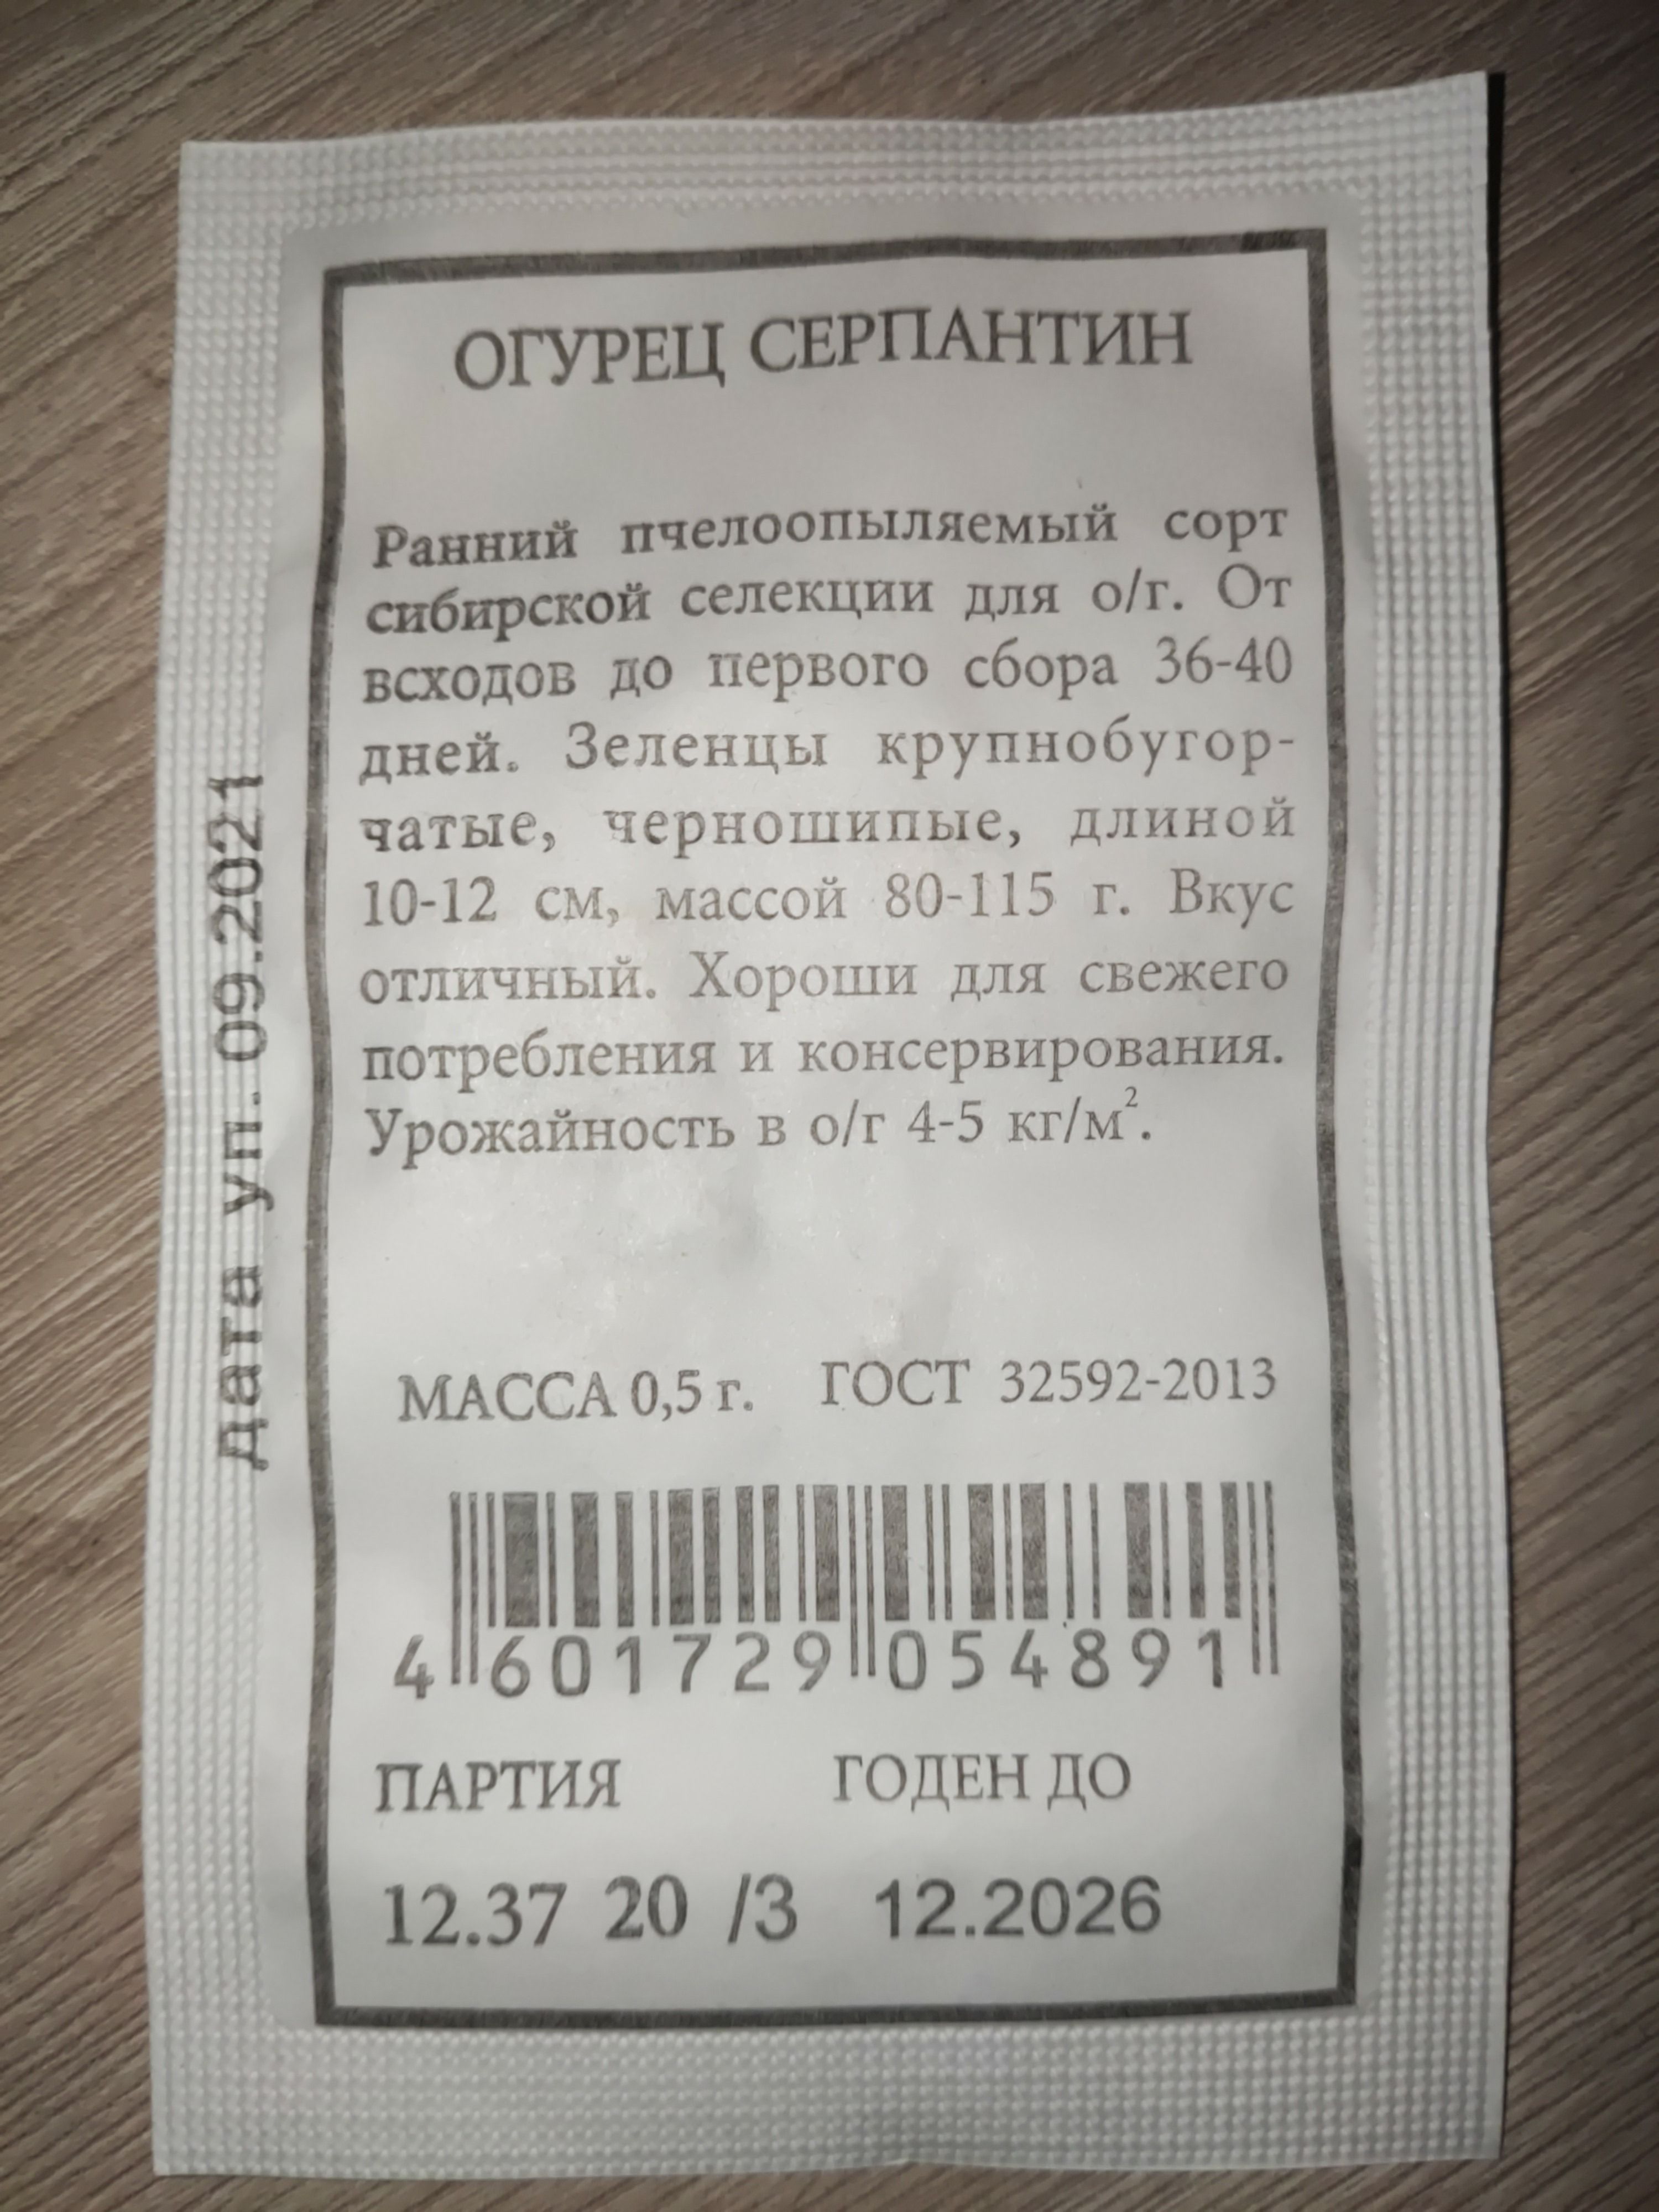 ОГУРЕЦ СЕРПАНТИН
Ранний пчелоопыляемый сорт
сибирской селекции для о/г. От
всходов до первого сбора 36-40
дней. Зеленцы крупнобугор-
чатые, черношипые, длиной
10-12 см, массой 80-115 г. Вкус
отличный. Хороши для свежего
потребления и консервирования.
Урожайность в о/г 4-5 кг/м².
МАССА 0,5 г. ГОСТ 32592-2013
4 601729 054891
ПАРТИЯ ГОДЕН ДО
12.37 20 /3 12.2026
дата уп. 09.2021